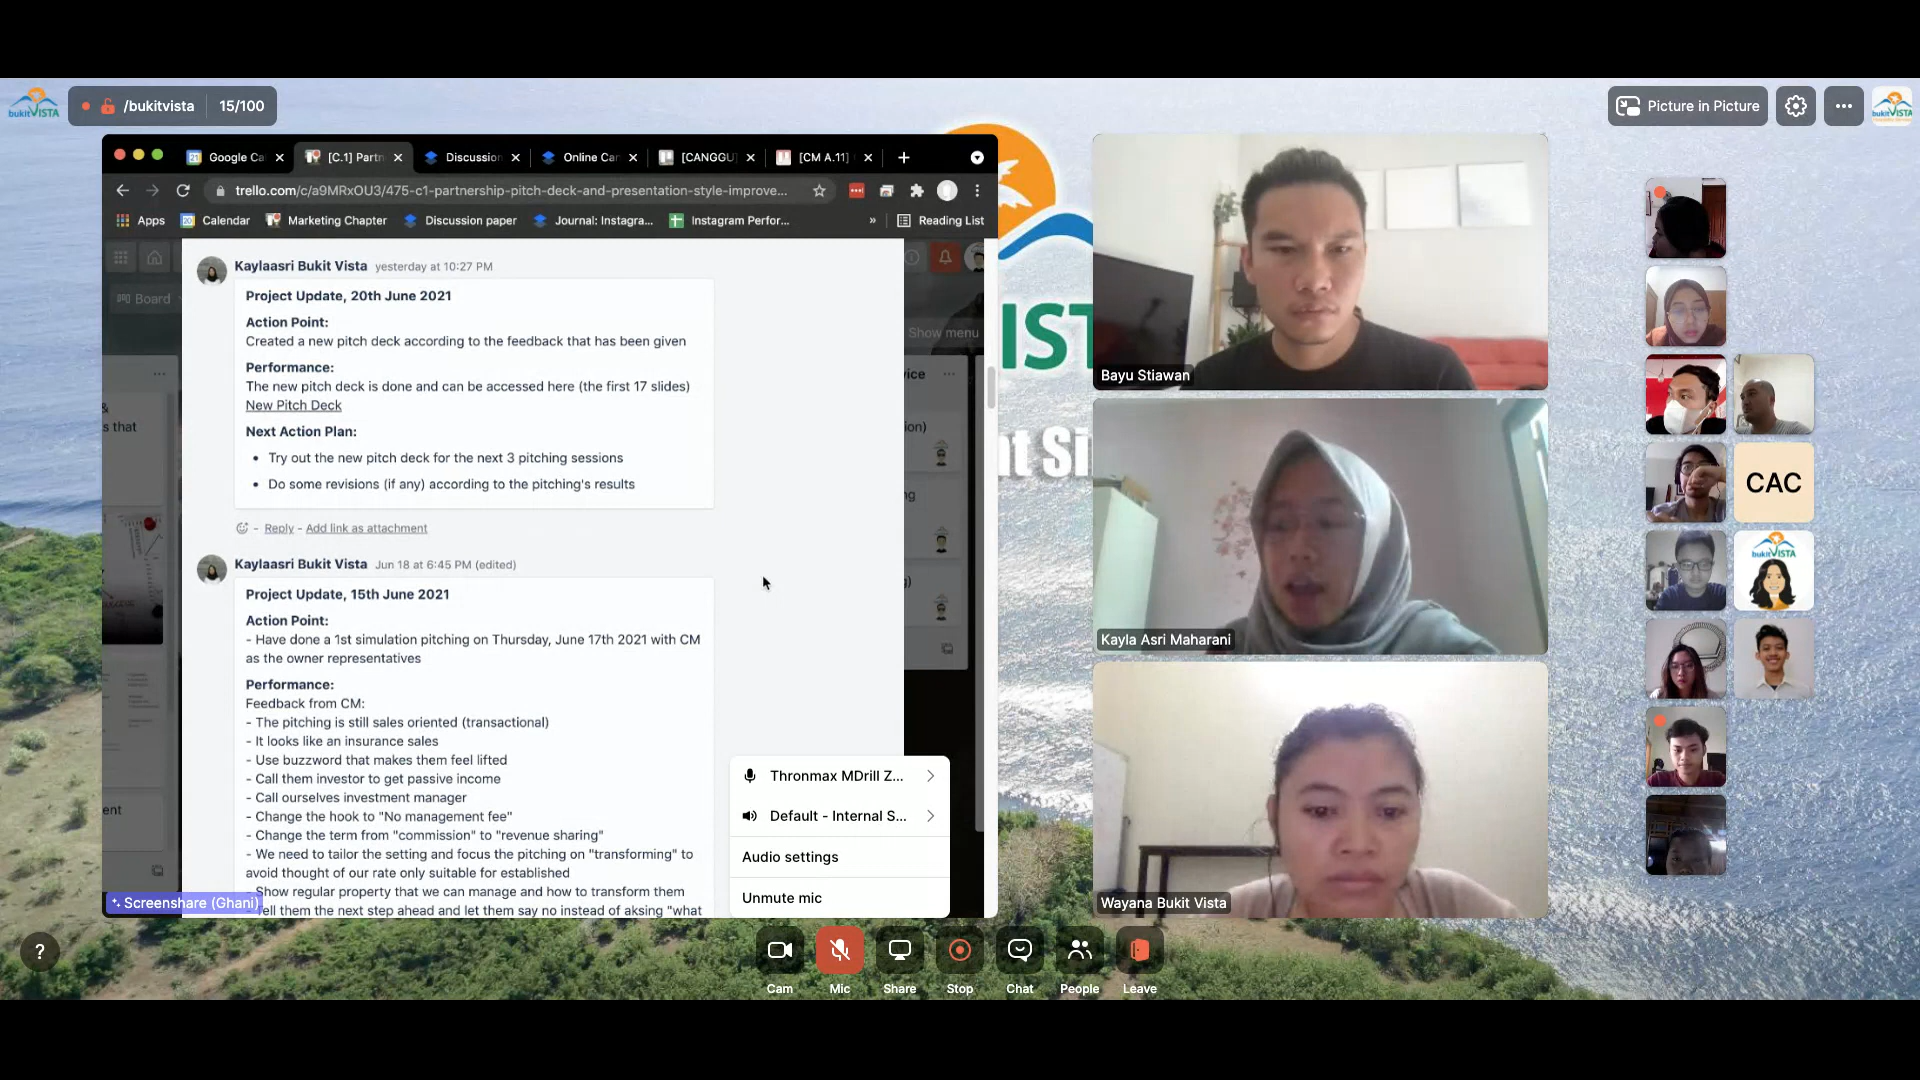 bukitVISTA
/bukitvista
15/100
Picture in Picture
bukitVISTA
Google Ca
[C.1] Partn
Discussion
Online Car
[CANGGU
[CM A.11]
trello.com/c/a9MRxOU3/475-c1-partnership-pitch-deck-and-presentation-style-improve...
Apps
Calendar
Marketing Chapter
Discussion paper
Journal: Instagra...
Instagram Perfor...
»
Reading List
Board
Show menu
Kaylaasri Bukit Vista yesterday at 10:27 PM
Project Update, 20th June 2021
Action Point:
Created a new pitch deck according to the feedback that has been given
Performance:
The new pitch deck is done and can be accessed here (the first 17 slides)
New Pitch Deck
Next Action Plan:
• Try out the new pitch deck for the next 3 pitching sessions
• Do some revisions (if any) according to the pitching's results
- Reply - Add link as attachment
Kaylaasri Bukit Vista Jun 18 at 6:45 PM (edited)
Project Update, 15th June 2021
Action Point:
- Have done a 1st simulation pitching on Thursday, June 17th 2021 with CM
as the owner representatives
Performance:
Feedback from CM:
- The pitching is still sales oriented (transactional)
- It looks like an insurance sales
- Use buzzword that makes them feel lifted
- Call them investor to get passive income
- Call ourselves investment manager
- Change the hook to "No management fee"
- Change the term from "commission" to "revenue sharing"
- We need to tailor the setting and focus the pitching on "transforming" to
avoid thought of our rate only suitable for established
- Show regular property that we can manage and how to transform them
- Tell them the next step ahead and let them say no instead of aksing "what
&
s that
ent
vice
on)
ng
g)
IST
nt Si
Screenshare (Ghani)
Thronmax MDrill Z...
Default - Internal S...
Audio settings
Unmute mic
Bayu Stiawan
Kayla Asri Maharani
Wayana Bukit Vista
CAC
bukitVISTA
?
Cam
Mic
Share
Stop
Chat
People
Leave